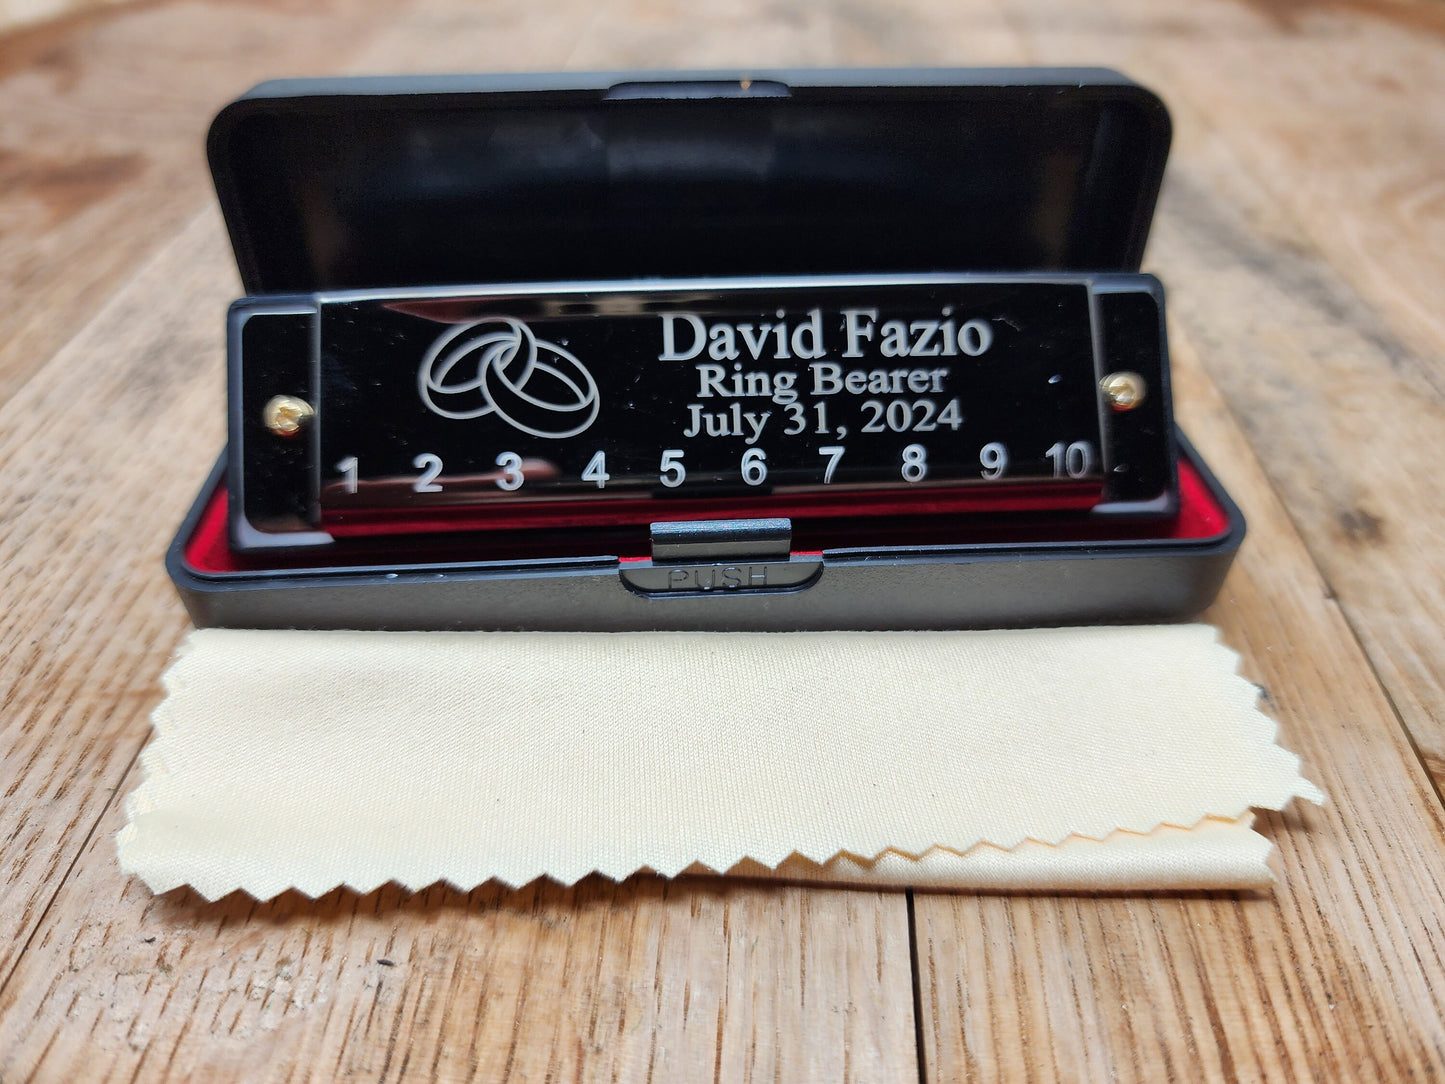 David Fazio
Ring Bearer
July 31, 2024
1 2 3 4 5 6 7 8 9 10
PUSH